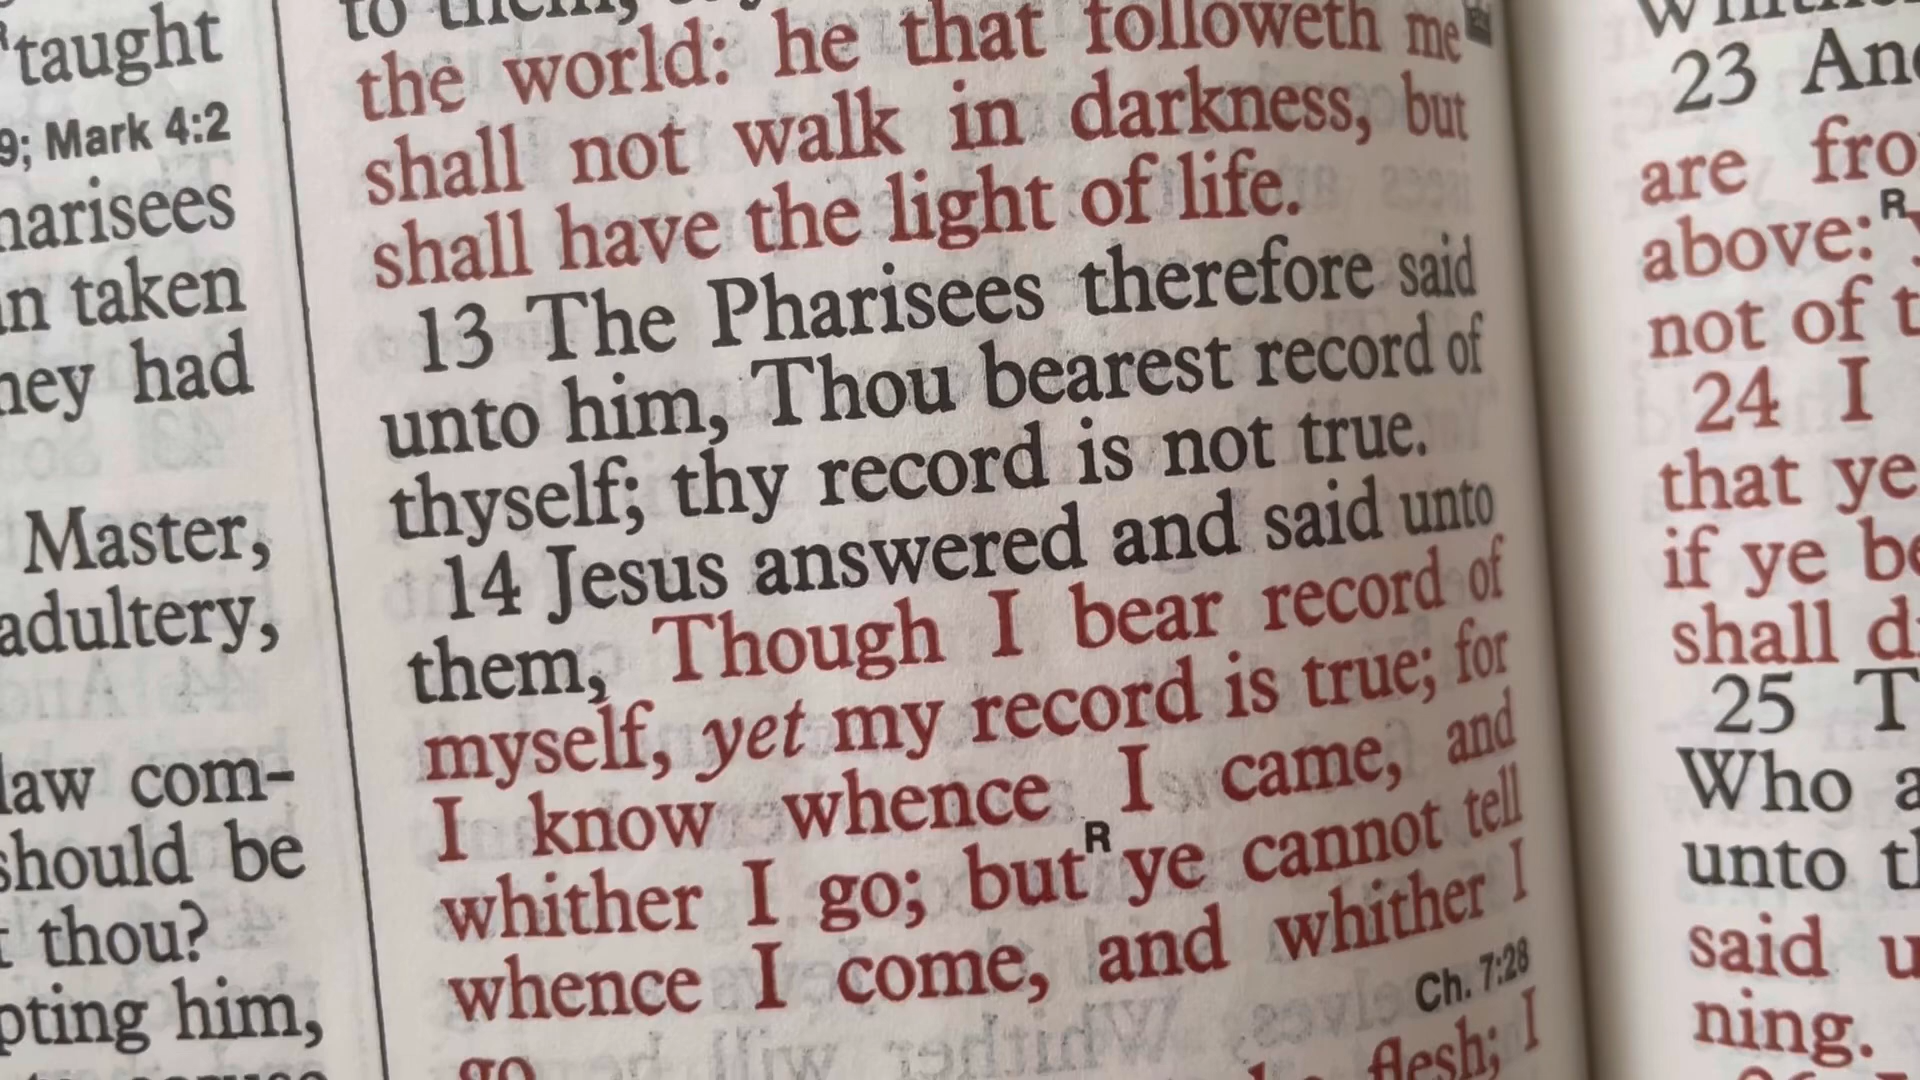 taught
9; Mark 4:2
harisees
n taken
hey had
Master,
adultery,
law com-
should be
thou?
pting him,
to them,
the world: he that followeth me
shall not walk in darkness, but
shall have the light of life.
13 The Pharisees therefore said
unto him, Thou bearest record of
thyself; thy record is not true.
14 Jesus answered and said unto
them, Though I bear record of
myself, yet my record is true; for
I know whence I came, and
whither I go; but R ye cannot tell
whence I come, and whither I
Ch. 7:28
go
flesh; I
23 An
are fro
above: R
not of t
24 I
that ye
if ye be
shall d
25 T
Who a
unto t
said u
ning.